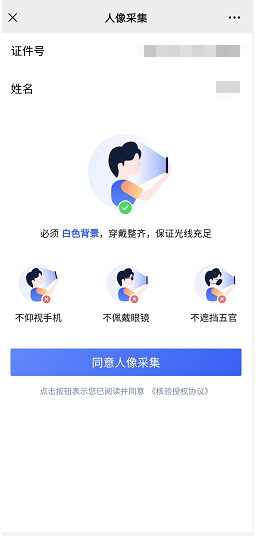 人像采集
证件号
姓名
必须 白色背景，穿戴整齐，保证光线充足
不仰视手机
不佩戴眼镜
不遮挡五官
同意人像采集
点击按钮表示您已阅读并同意 《核验授权协议》